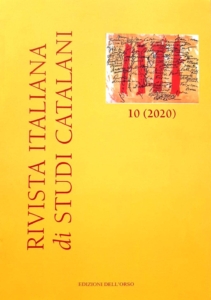 RIVISTA ITALIANA
di STUDI CATALANI
10 (2020)
EDIZIONI DELL'ORSO